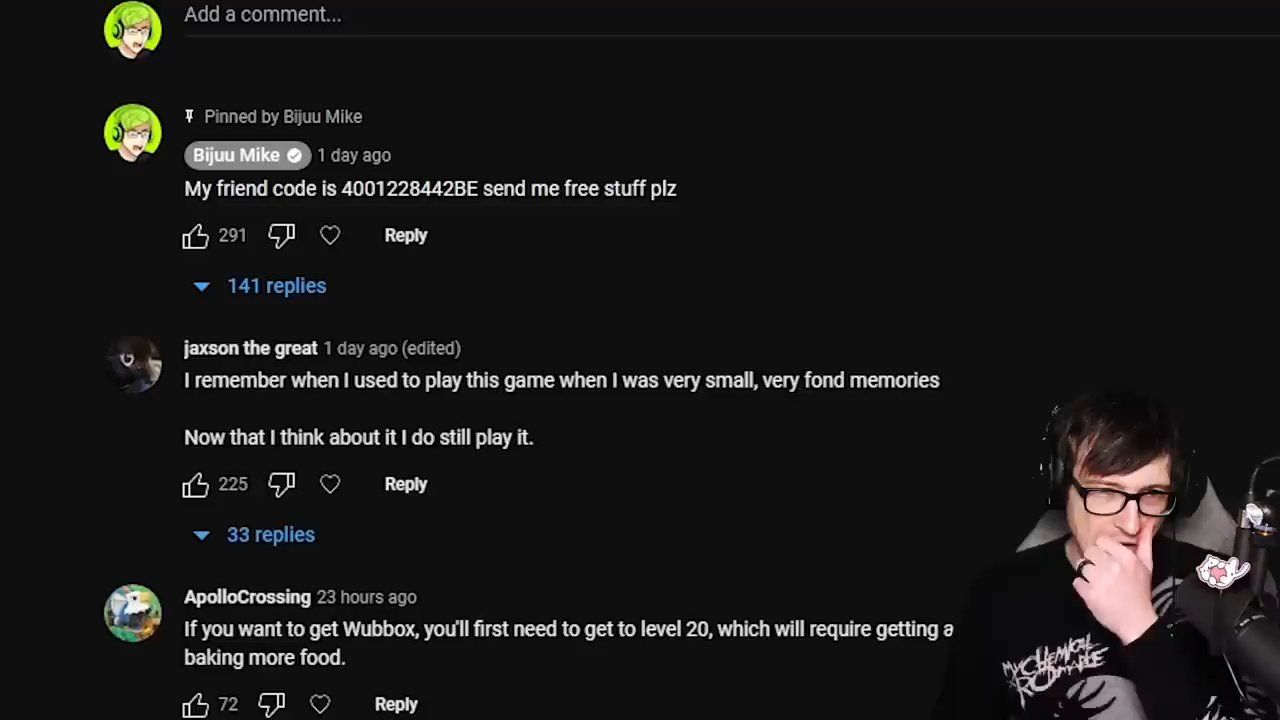 Add a comment...
Pinned by Bijuu Mike
Bijuu Mike 1 day ago
My friend code is 4001228442BE send me free stuff plz
291 Reply
141 replies
jaxson the great 1 day ago (edited)
I remember when I used to play this game when I was very small, very fond memories
Now that I think about it I do still play it.
225 Reply
33 replies
ApolloCrossing 23 hours ago
If you want to get Wubbox, you'll first need to get to level 20, which will require getting a
baking more food.
72 Reply
MY CHEMICAL
ROMANCE